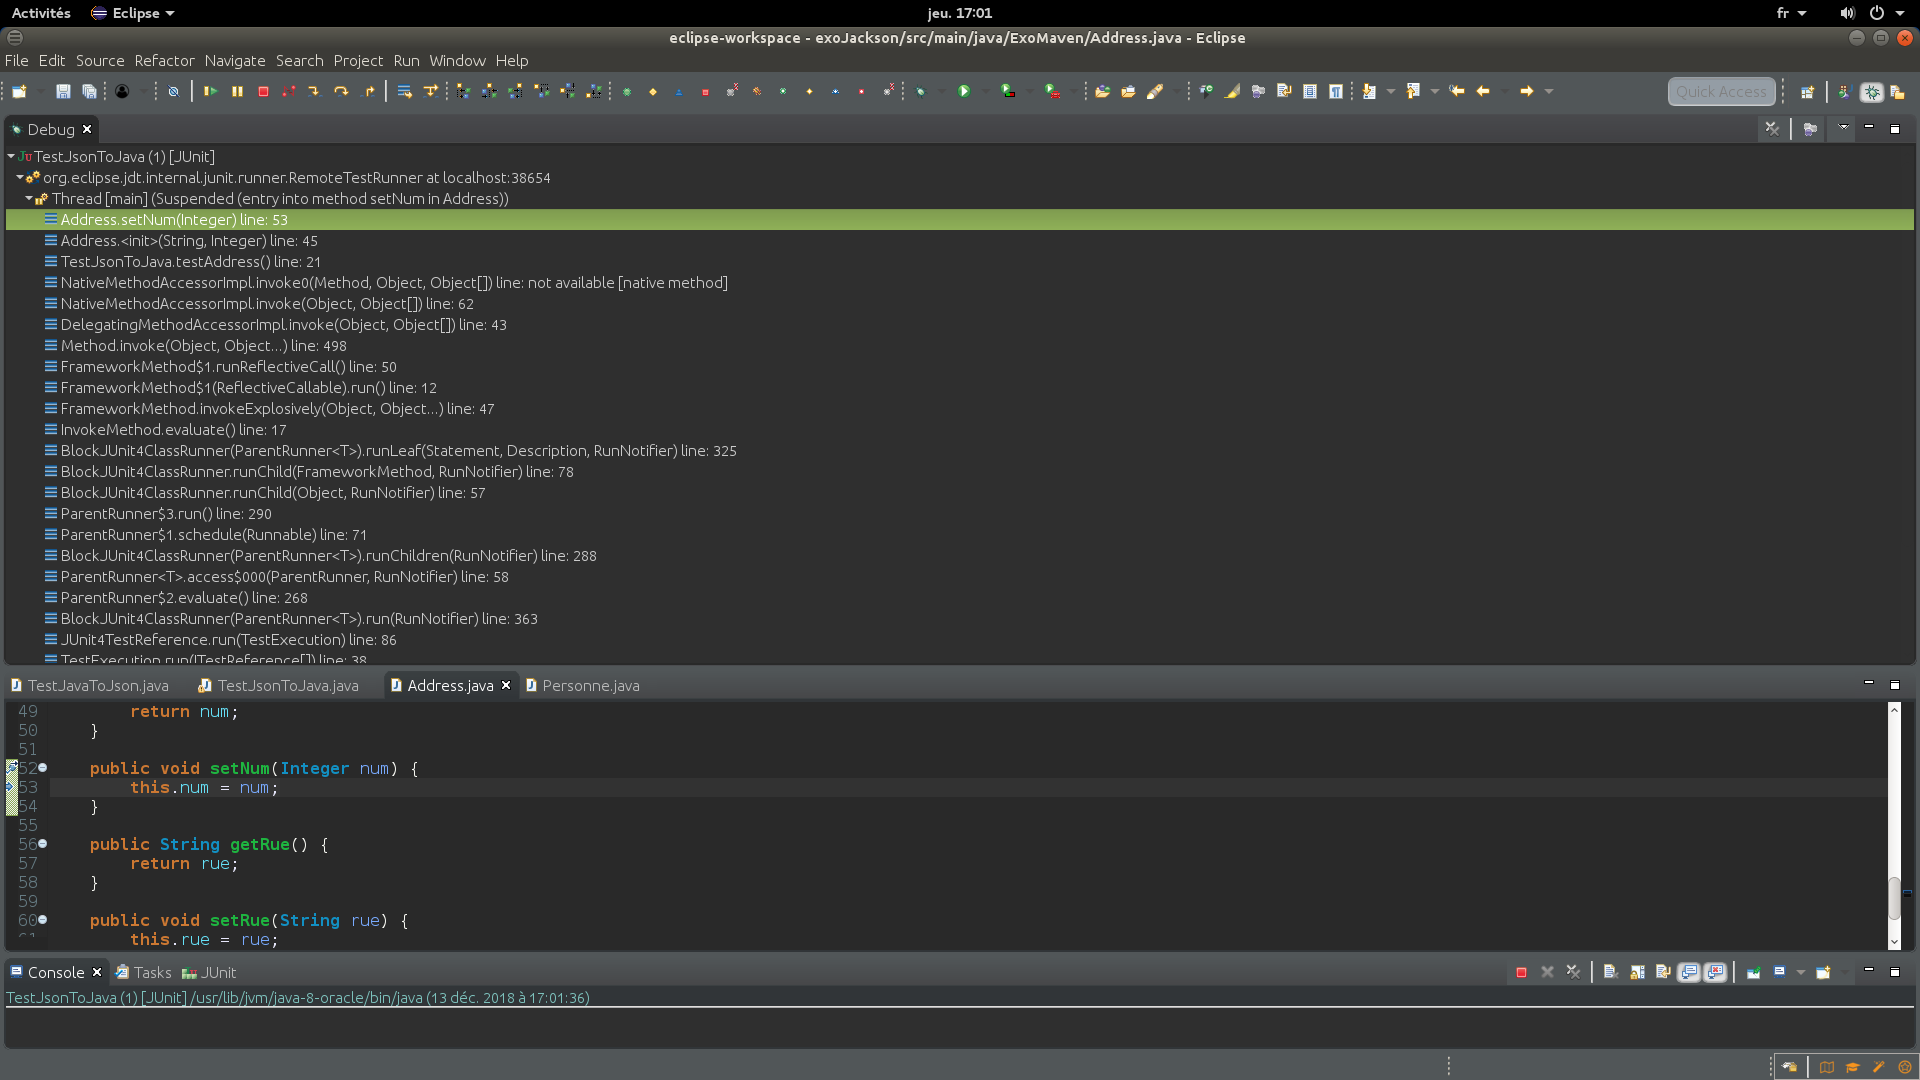 Activités Eclipse jeu. 17:01 fr
eclipse-workspace - exoJackson/src/main/java/ExoMaven/Address.java - Eclipse
File Edit Source Refactor Navigate Search Project Run Window Help
Quick Access
Debug
TestJsonToJava (1) [JUnit]
org.eclipse.jdt.internal.junit.runner.RemoteTestRunner at localhost:38654
Thread [main] (Suspended (entry into method setNum in Address))
Address.setNum(Integer) line: 53
Address.<init>(String, Integer) line: 45
TestJsonToJava.testAddress() line: 21
NativeMethodAccessorImpl.invoke0(Method, Object, Object[]) line: not available [native method]
NativeMethodAccessorImpl.invoke(Object, Object[]) line: 62
DelegatingMethodAccessorImpl.invoke(Object, Object[]) line: 43
Method.invoke(Object, Object...) line: 498
FrameworkMethod$1.runReflectiveCall() line: 50
FrameworkMethod$1(ReflectiveCallable).run() line: 12
FrameworkMethod.invokeExplosively(Object, Object...) line: 47
InvokeMethod.evaluate() line: 17
BlockJUnit4ClassRunner(ParentRunner<T>).runLeaf(Statement, Description, RunNotifier) line: 325
BlockJUnit4ClassRunner.runChild(FrameworkMethod, RunNotifier) line: 78
BlockJUnit4ClassRunner.runChild(Object, RunNotifier) line: 57
ParentRunner$3.run() line: 290
ParentRunner$1.schedule(Runnable) line: 71
BlockJUnit4ClassRunner(ParentRunner<T>).runChildren(RunNotifier) line: 288
ParentRunner<T>.access$000(ParentRunner, RunNotifier) line: 58
ParentRunner$2.evaluate() line: 268
BlockJUnit4ClassRunner(ParentRunner<T>).run(RunNotifier) line: 363
JUnit4TestReference.run(TestExecution) line: 86
TestExecution.run(ITestReference[]) line: 38
TestJavaToJson.java TestJsonToJava.java Address.java Personne.java
49 return num;
50 }
51
52 public void setNum(Integer num) {
53 this.num = num;
54 }
55
56 public String getRue() {
57 return rue;
58 }
59
60 public void setRue(String rue) {
61 this.rue = rue;
Console Tasks JUnit
TestJsonToJava (1) [JUnit] /usr/lib/jvm/java-8-oracle/bin/java (13 déc. 2018 à 17:01:36)